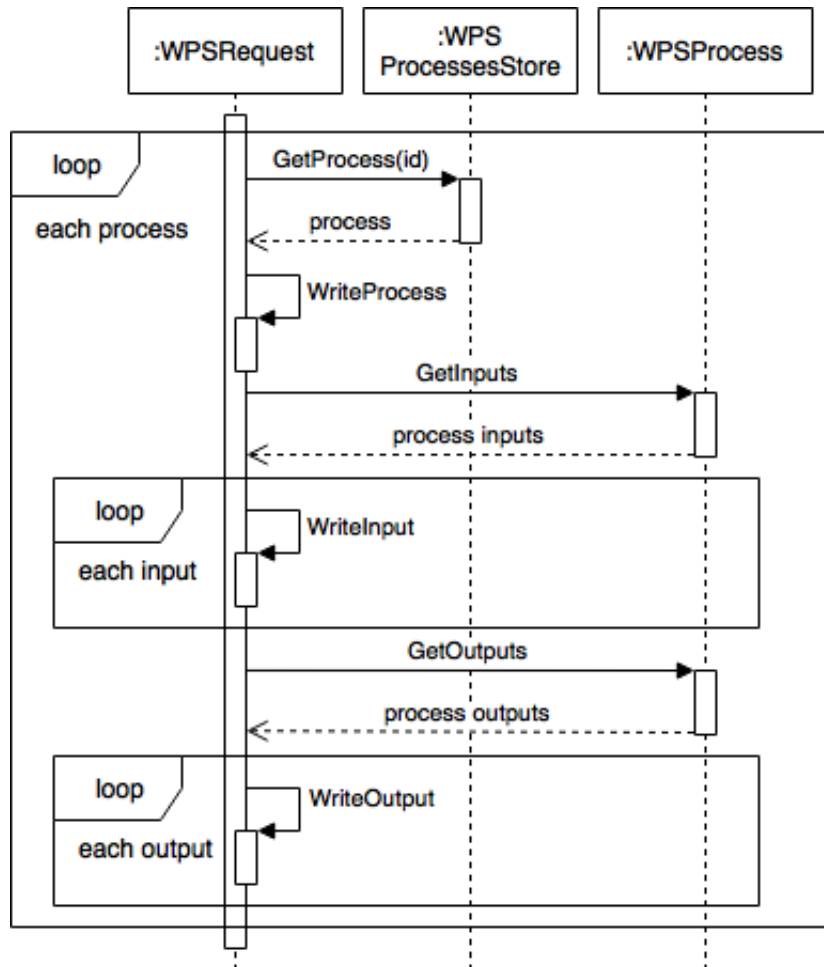 :WPSRequest
:WPS
ProcessesStore
:WPSProcess
loop
each process
GetProcess(id)
process
WriteProcess
GetInputs
process inputs
loop
each input
WriteInput
GetOutputs
process outputs
loop
each output
WriteOutput